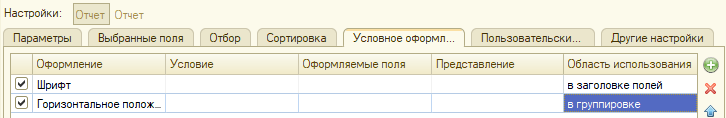 Настройки: Отчет Отчет
Параметры Выбранные поля Отбор Сортировка Условное оформл... Пользовательски... Другие настройки
Оформление Условие Оформляемые поля Представление Область использования
Шрифт в заголовке полей
Горизонтальное полож... в группировке